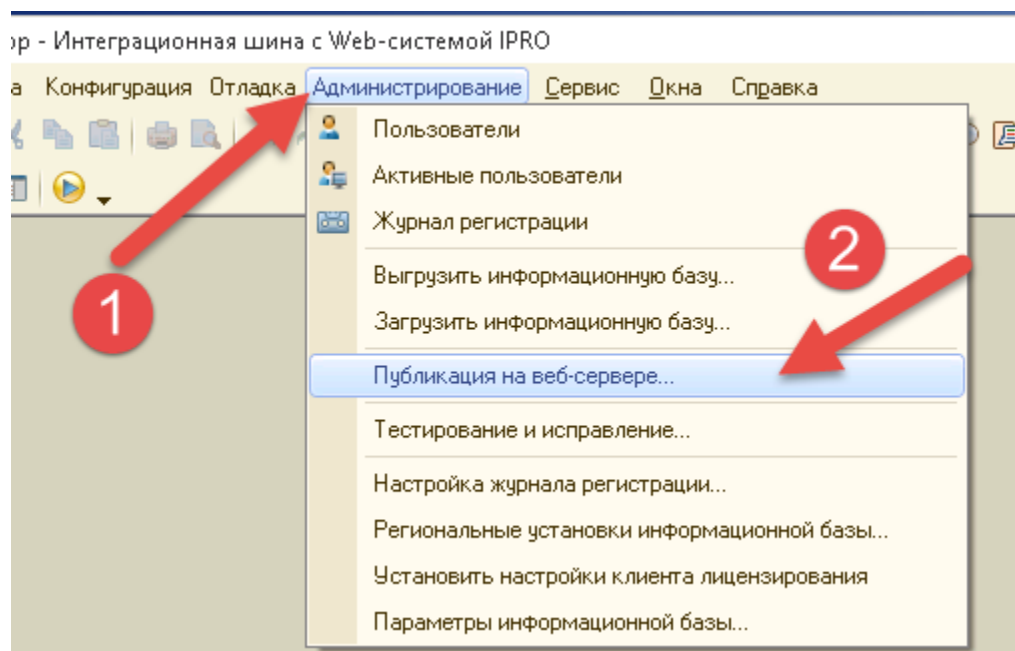 ор - Интеграционная шина с Web-системой IPRO
а Конфигурация Отладка Администрирование Сервис Окна Справка
Пользователи
Активные пользователи
Журнал регистрации
2
Выгрузить информационную базу...
1
Загрузить информационную базу...
Публикация на веб-сервере...
Тестирование и исправление...
Настройка журнала регистрации...
Региональные установки информационной базы...
Установить настройки клиента лицензирования
Параметры информационной базы...